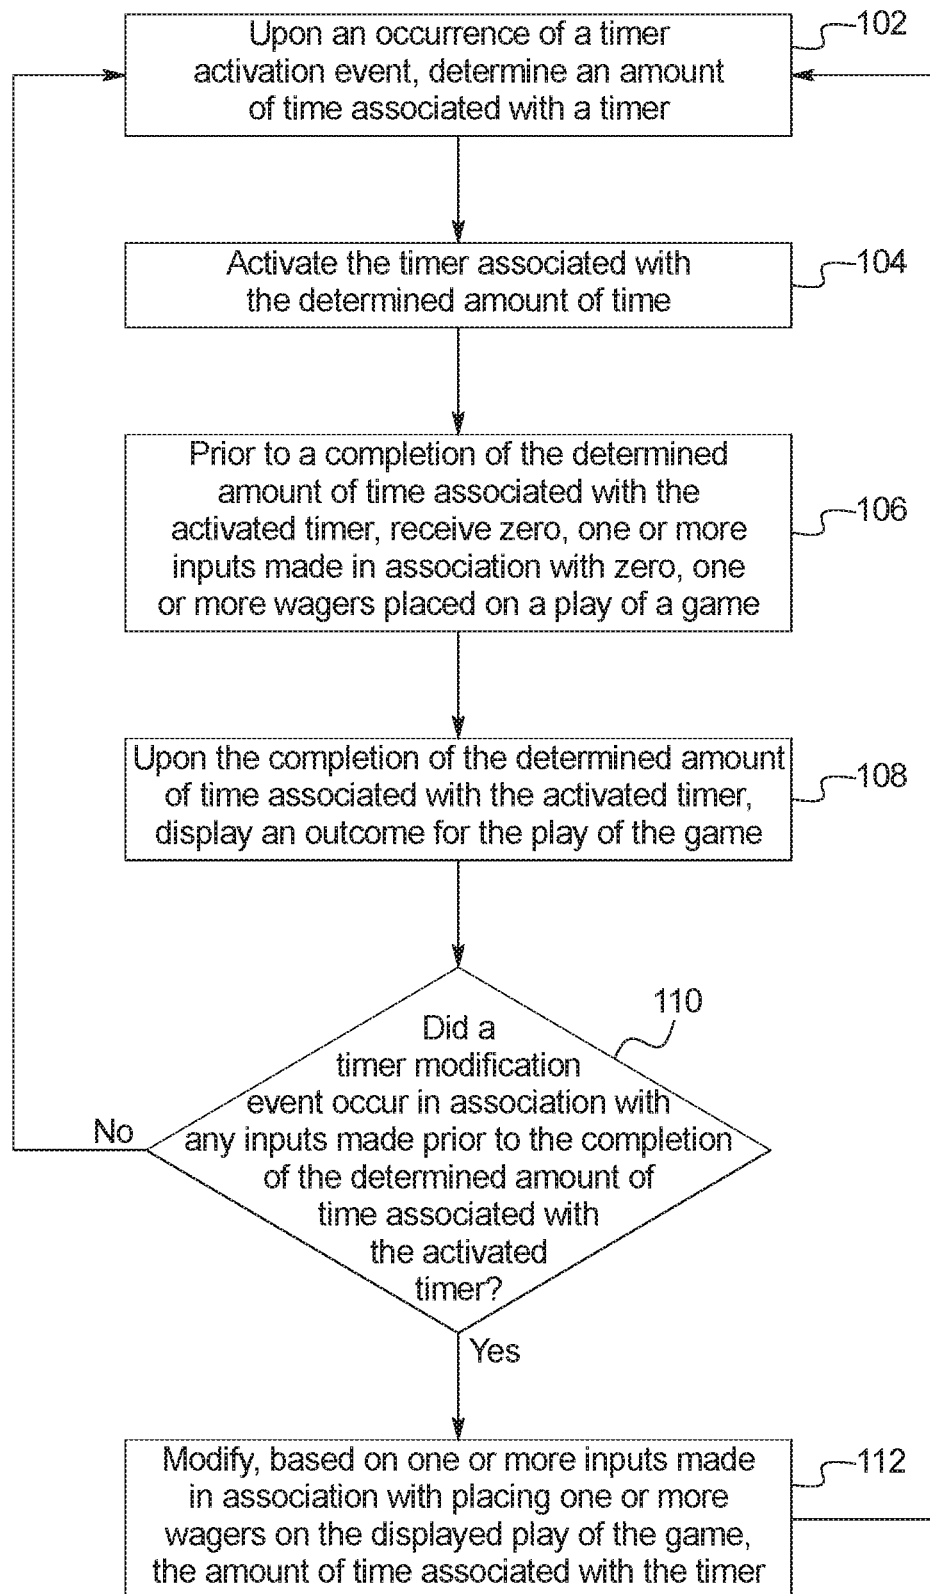 Upon an occurrence of a timer
activation event, determine an amount
of time associated with a timer
102
Activate the timer associated with
the determined amount of time
104
Prior to a completion of the determined
amount of time associated with the
activated timer, receive zero, one or more
inputs made in association with zero, one
or more wagers placed on a play of a game
106
Upon the completion of the determined amount
of time associated with the activated timer,
display an outcome for the play of the game
108
110
Did a
timer modification
event occur in association with
any inputs made prior to the completion
of the determined amount of
time associated with
the activated
timer?
No
Yes
Modify, based on one or more inputs made
in association with placing one or more
wagers on the displayed play of the game,
the amount of time associated with the timer
112